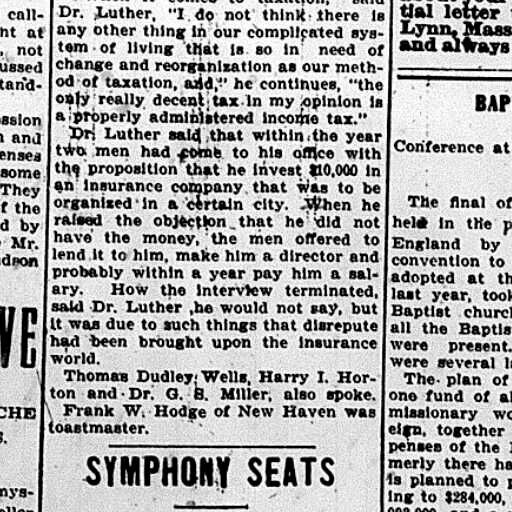 call-
ht at
, not
ussed
tand-
ssion
n and
enses
some
They
f the
d by
Mr.
dson
VE
CHE
nys-
Dr. Luther, "I do not think there is
any other thing in our complicated sys-
tem of living that is so in need of
change and reorganization as our meth-
od of taxation, and," he continues, "the
only really decent tax in my opinion is
a properly administered income tax."
Dr. Luther said that within the year
two men had come to his office with
the proposition that he invest $10,000 in
an insurance company that was to be
organized in a certain city. When he
raised the objection that he did not
have the money, the men offered to
lend it to him, make him a director and
probably within a year pay him a sal-
ary. How the interview terminated,
said Dr. Luther ,he would not say, but
it was due to such things that disrepute
had been brought upon the insurance
world.
Thomas Dudley Wells, Harry I. Hor-
ton and Dr. G. S. Miller, also spoke.
Frank W. Hodge of New Haven was
toastmaster.
SYMPHONY SEATS
tial letter
Lynn, Mass
and always
BAP
Conference at
The final of
held in the p
England by
convention to
adopted at th
last year, took
Baptist church
all the Baptis
were present.
were several l
The plan of
one fund of al
missionary wo
eign, together
penses of the
merly there ha
is planned to p
ing to $284,000,